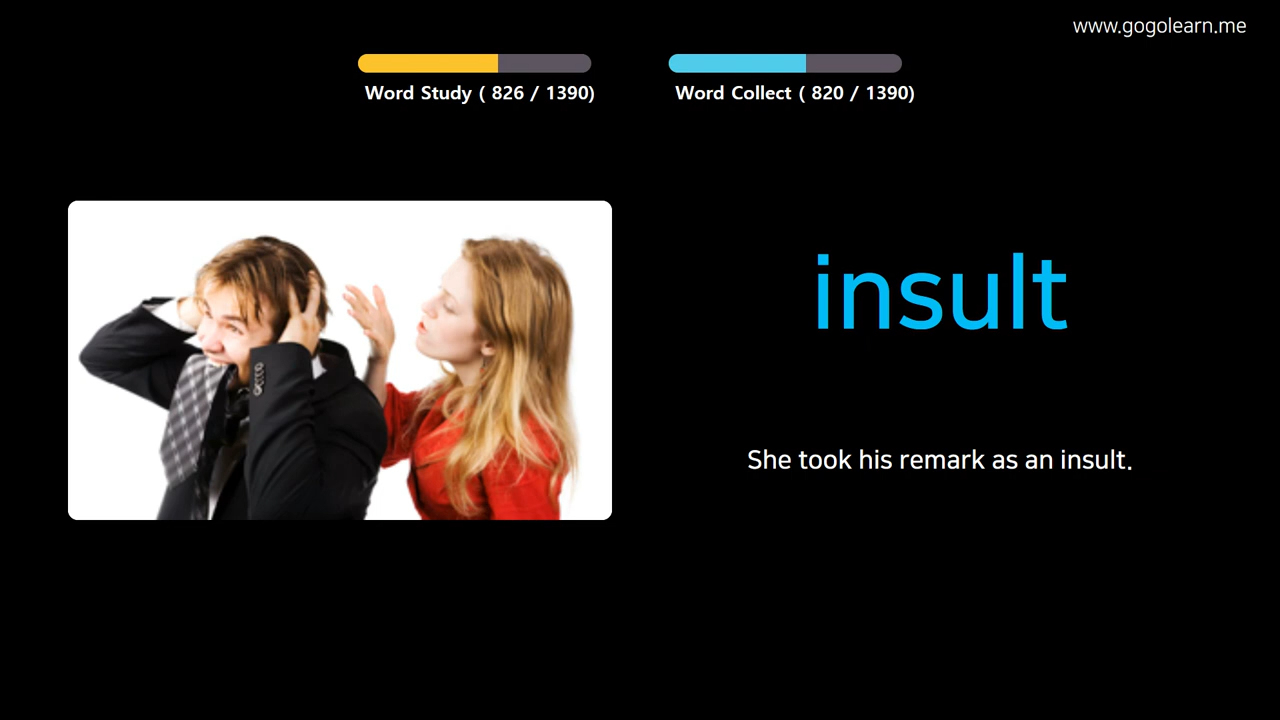 www.gogolearn.me
Word Study ( 826 / 1390)
Word Collect ( 820 / 1390)
insult
She took his remark as an insult.